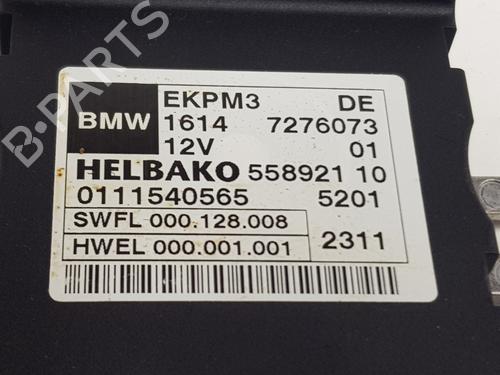 BMW EKPM3 DE
1614 7276073
12V 01
HELBAKO 558921 10
0111540565 5201
SWFL 000.128.008
HWEL 000.001.001 2311
B-PARTS